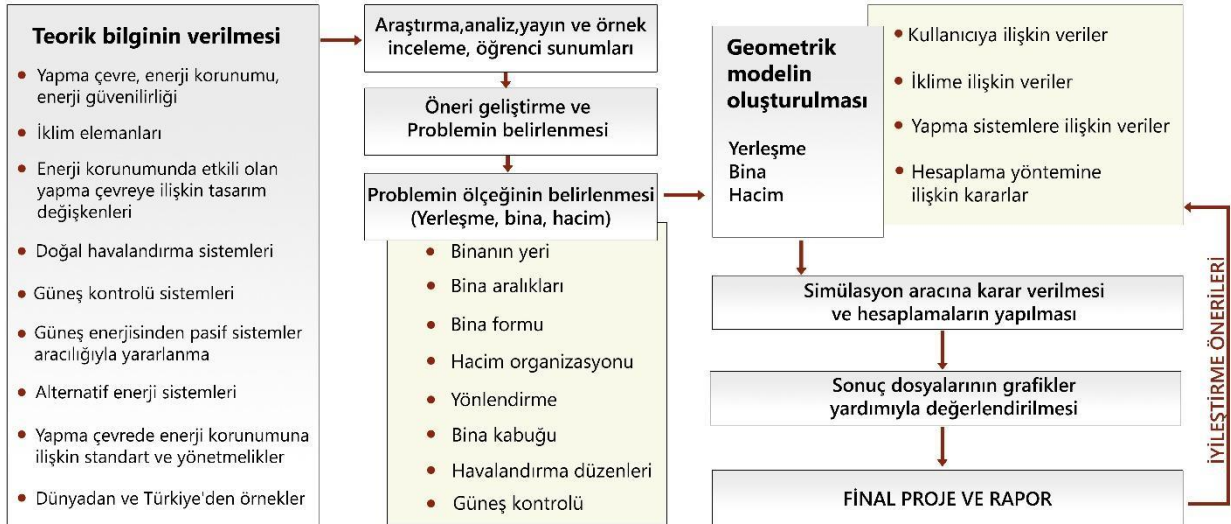 Teorik bilginin verilmesi
• Yapma çevre, enerji korunumu,
enerji güvenilirliği
• İklim elemanları
• Enerji korunumunda etkili olan
yapma çevreye ilişkin tasarım
değişkenleri
• Doğal havalandırma sistemleri
• Güneş kontrolü sistemleri
• Güneş enerjisinden pasif sistemler
aracılığıyla yararlanma
• Alternatif enerji sistemleri
• Yapma çevrede enerji korunumuna
ilişkin standart ve yönetmelikler
• Dünyadan ve Türkiye'den örnekler
Araştırma,analiz,yayın ve örnek
inceleme, öğrenci sunumları
Öneri geliştirme ve
Problemin belirlenmesi
Problemin ölçeğinin belirlenmesi
(Yerleşme, bina, hacim)
• Binanın yeri
• Bina aralıkları
• Bina formu
• Hacim organizasyonu
• Yönlendirme
• Bina kabuğu
• Havalandırma düzenleri
• Güneş kontrolü
Geometrik
modelin
oluşturulması
Yerleşme
Bina
Hacim
• Kullanıcıya ilişkin veriler
• İklime ilişkin veriler
• Yapma sistemlere ilişkin veriler
• Hesaplama yöntemine
ilişkin kararlar
Simülasyon aracına karar verilmesi
ve hesaplamaların yapılması
Sonuç dosyalarının grafikler
yardımıyla değerlendirilmesi
FİNAL PROJE VE RAPOR
İYİLEŞTİRME ÖNERİLERİ